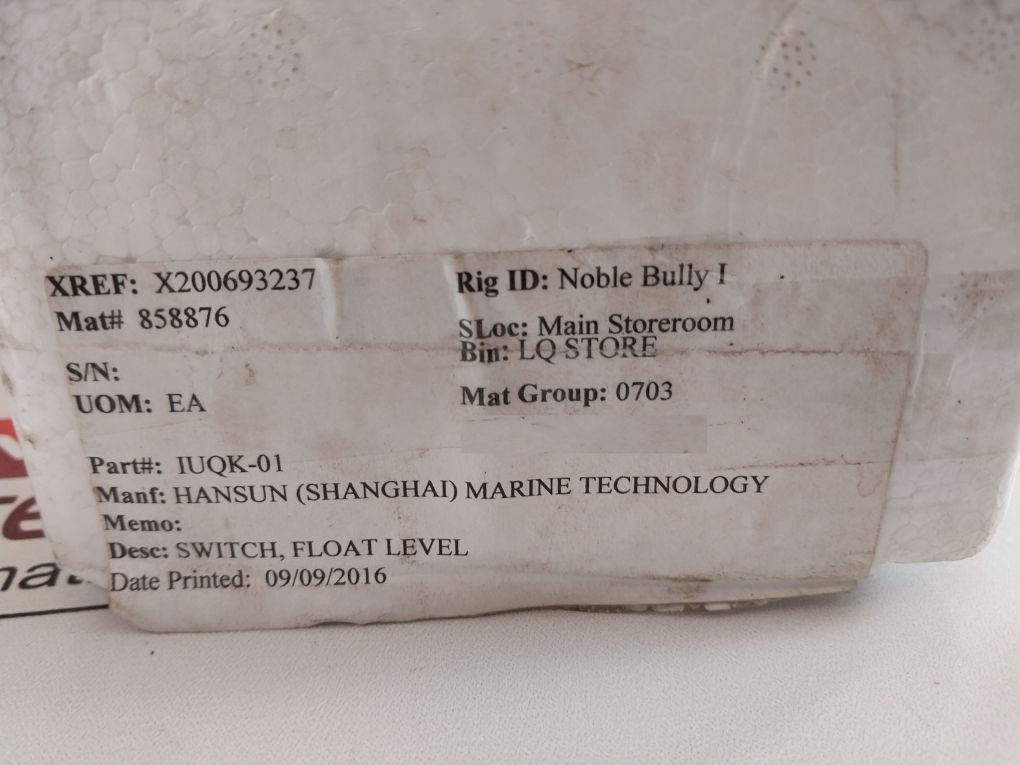 XREF: X200693237
Rig ID: Noble Bully I
Mat# 858876
SLoc: Main Storeroom
Bin: LQ STORE
S/N:
UOM: EA
Mat Group: 0703
Part#: IUQK-01
Manf: HANSUN (SHANGHAI) MARINE TECHNOLOGY
Memo:
Desc: SWITCH, FLOAT LEVEL
Date Printed: 09/09/2016